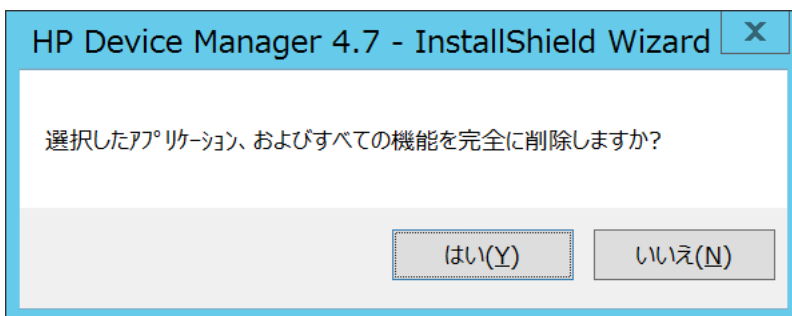 HP Device Manager 4.7 - InstallShield Wizard
選択したｱﾌﾟﾘｹｰｼｮﾝ、およびすべての機能を完全に削除しますか?
はい(Y)
いいえ(N)